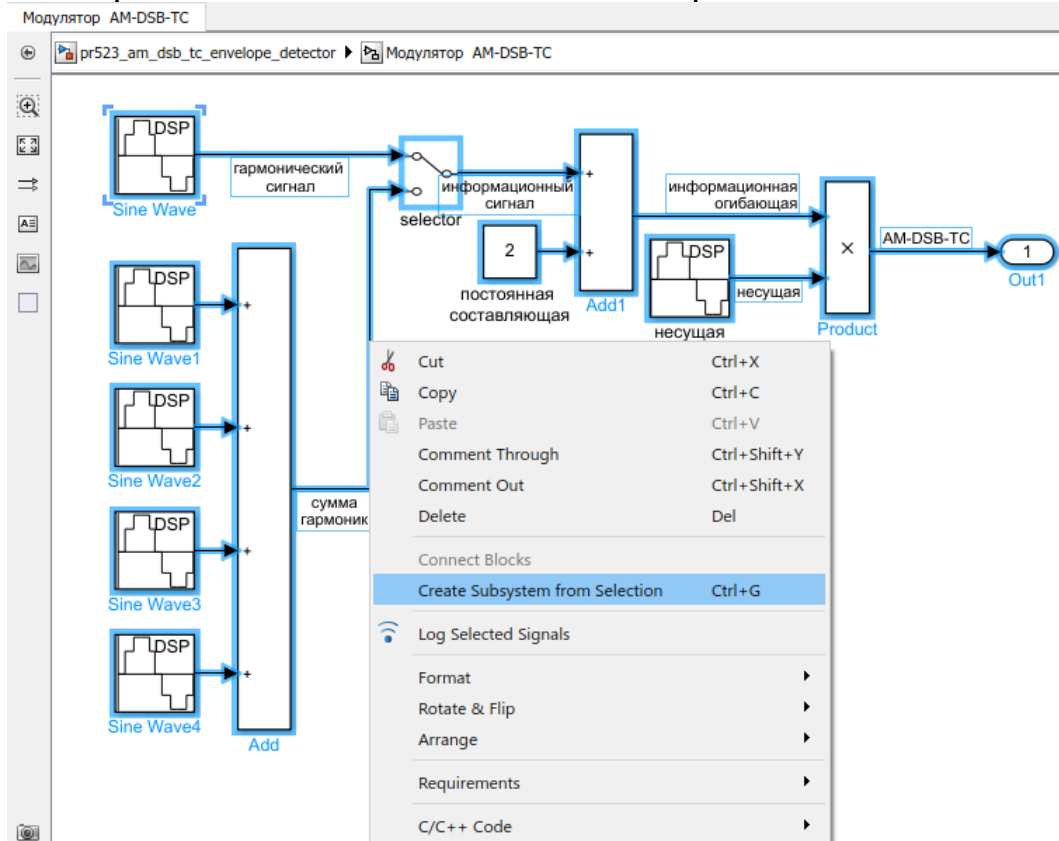 Модулятор AM-DSB-TC
pr523_am_dsb_tc_envelope_detector Модулятор AM-DSB-TC
DSP
Sine Wave
гармонический
сигнал
selector
информационный
сигнал
+
+
Add1
2
постоянная
составляющая
информационная
огибающая
DSP
несущая
несущая
×
Product
AM-DSB-TC
1
Out1
DSP
Sine Wave1
DSP
Sine Wave2
DSP
Sine Wave3
DSP
Sine Wave4
+
+
+
+
Add
сумма
гармоник
Cut Ctrl+X
Copy Ctrl+C
Paste Ctrl+V
Comment Through Ctrl+Shift+Y
Comment Out Ctrl+Shift+X
Delete Del
Connect Blocks
Create Subsystem from Selection Ctrl+G
Log Selected Signals
Format
Rotate & Flip
Arrange
Requirements
C/C++ Code